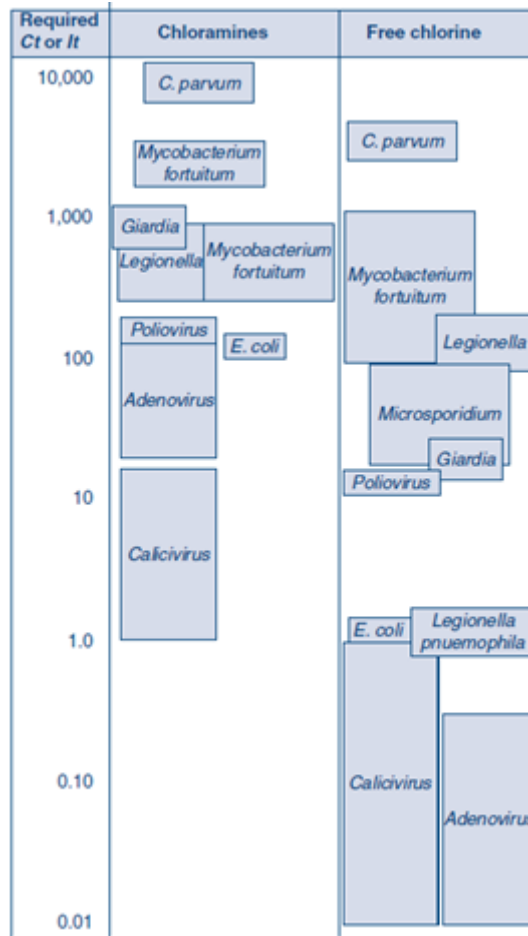 Required
Ct or It
Chloramines
Free chlorine
10,000
1,000
100
10
1.0
0.10
0.01
C. parvum
Mycobacterium
fortuitum
Giardia
Legionella
Mycobacterium
fortuitum
Poliovirus
E. coli
Adenovirus
Calicivirus
C. parvum
Mycobacterium
fortuitum
Legionella
Microsporidium
Giardia
Poliovirus
E. coli
Legionella
pnuemophila
Calicivirus
Adenovirus